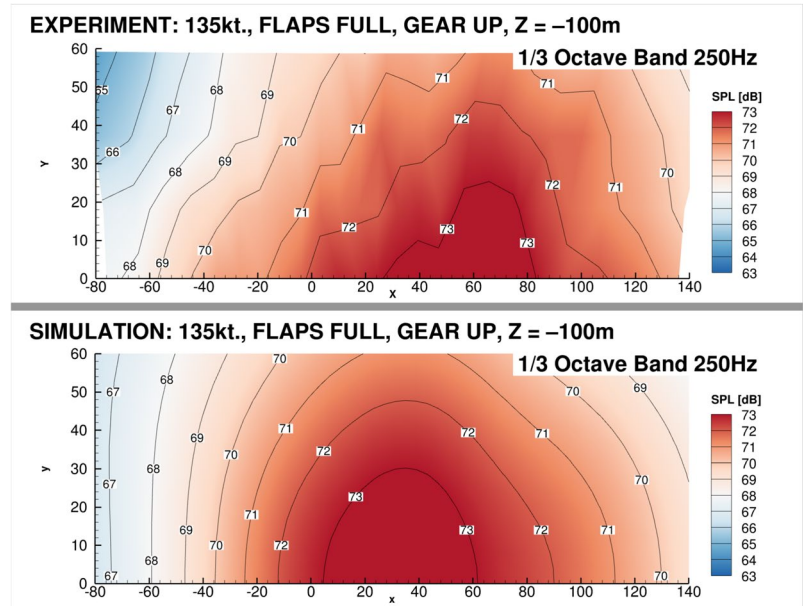 EXPERIMENT: 135kt., FLAPS FULL, GEAR UP, Z = –100m
1/3 Octave Band 250Hz
60
50
40
30
20
10
0
Y
-80 -60 -40 -20 0 20 40 60 80 100 120 140
x
65 67 68 69 71 71
66 68 69 70 71 72 72 71 70
68 69 70 71 72 73 73
SPL [dB]
73
72
71
70
69
68
67
66
65
64
63
SIMULATION: 135kt., FLAPS FULL, GEAR UP, Z = –100m
1/3 Octave Band 250Hz
60
50
40
30
20
10
0
y
-80 -60 -40 -20 0 20 40 60 80 100 120 140
x
67 68 70 70 69
69 71 72 72 71
67 68 70 73 70
69 71 73 72 71
67 68 70 72 70
SPL [dB]
73
72
71
70
69
68
67
66
65
64
63